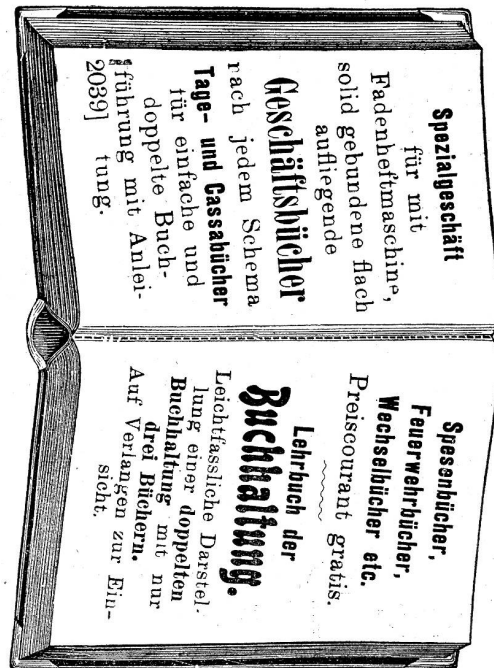 Spezialgeschäft
für mit
Fadenheftmaschine,
solid gebundene flach
aufliegende
Geschäftsbücher
nach jedem Schema
Tage- und Cassabücher
für einfache und
doppelte Buch-
führung mit Anlei-
2039] tung.
Spesenbücher,
Feuerwehrbücher,
Wechselbücher etc.
Preiscourant gratis.
Lehrbuch der
Buchhaltung.
Leichtfassliche Darstel-
lung einer doppelten
Buchhaltung mit nur
drei Büchern.
Auf Verlangen zur Ein-
sicht.